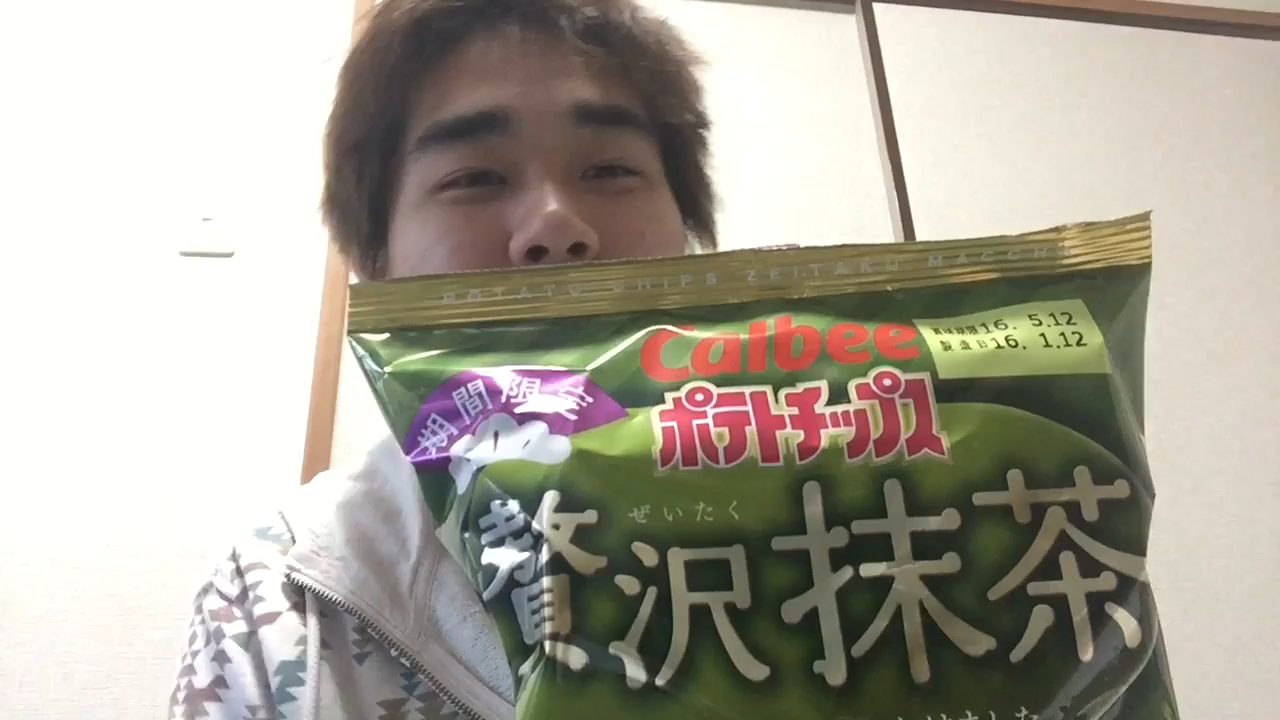 POTATO CHIPS ZEITAKU MACCHA
Calbee
賞味期限16. 5.12
製造日16. 1.12
ポテトチップス
期間限定
ぜいたく
贅沢抹茶